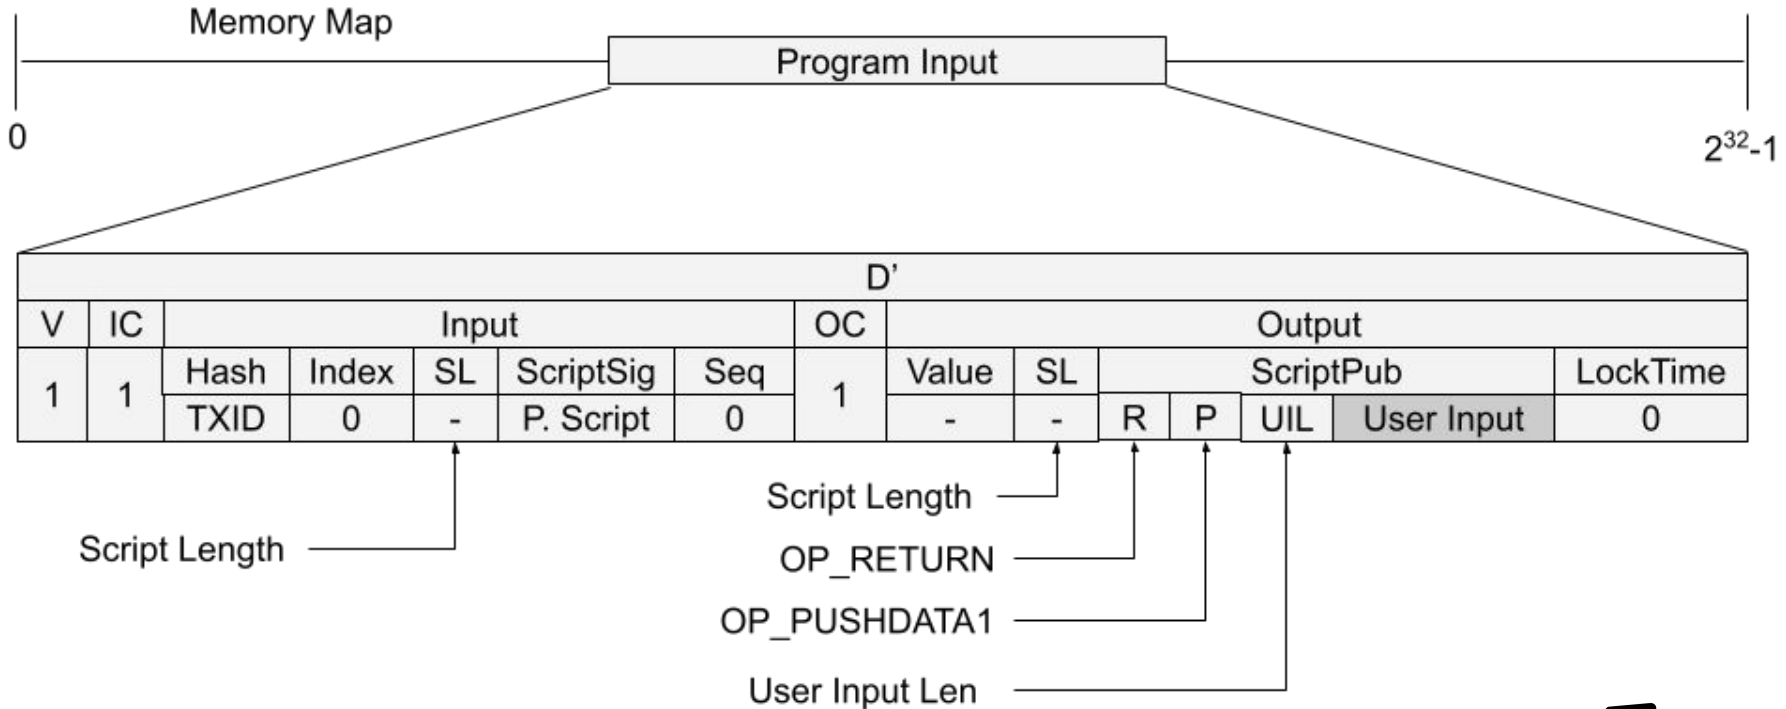 Memory Map
Program Input
0
2³²-1
D’
V IC Input OC Output
1 1 Hash Index SL ScriptSig Seq 1 Value SL ScriptPub LockTime
TXID 0 - P. Script 0 - - R P UIL User Input 0
Script Length
Script Length
OP_RETURN
OP_PUSHDATA1
User Input Len